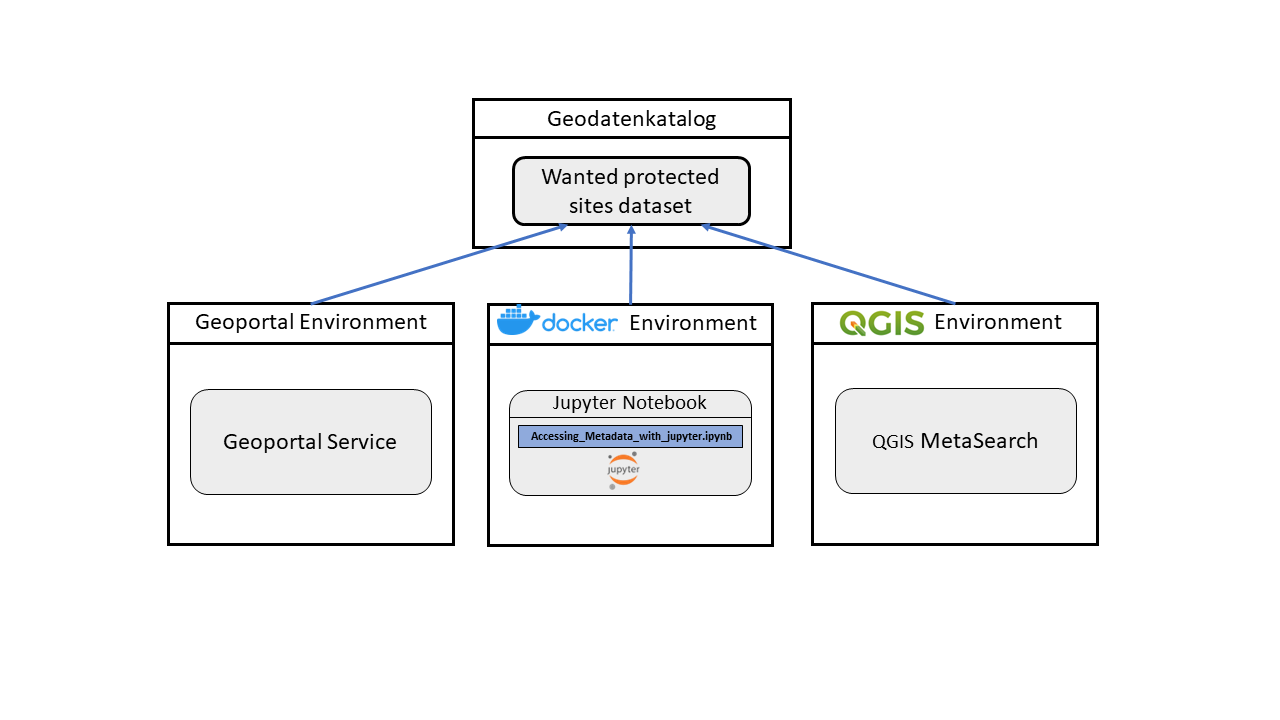 Geodatenkatalog
Wanted protected
sites dataset
Geoportal Environment
docker Environment
QGIS Environment
Geoportal Service
Jupyter Notebook
Accessing_Metadata_with_jupyter.ipynb
jupyter
QGIS MetaSearch